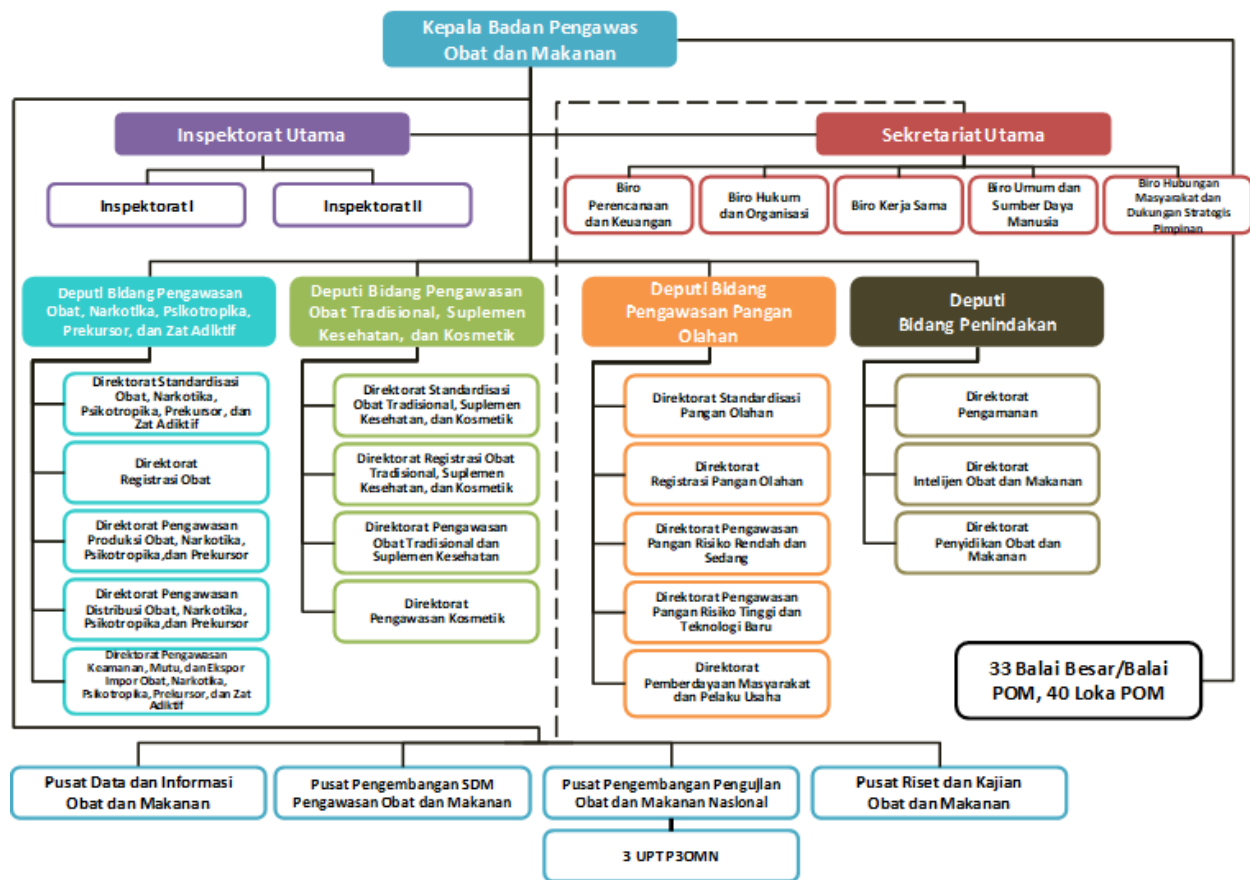 Kepala Badan Pengawas
Obat dan Makanan
Inspektorat Utama
Sekretariat Utama
Inspektorat I
Inspektorat II
Biro
Perencanaan
dan Keuangan
Biro Hukum
dan Organisasi
Biro Kerja Sama
Biro Umum dan
Sumber Daya
Manusia
Biro Hubungan
Masyarakat dan
Dukungan Strategis
Pimpinan
Deputi Bidang Pengawasan
Obat, Narkotika, Psikotropika,
Prekursor, dan Zat Adiktif
Deputi Bidang Pengawasan
Obat Tradisional, Suplemen
Kesehatan, dan Kosmetik
Deputi Bidang
Pengawasan Pangan
Olahan
Deputi
Bidang Penindakan
Direktorat Standardisasi
Obat, Narkotika,
Psikotropika, Prekursor, dan
Zat Adiktif
Direktorat
Registrasi Obat
Direktorat Pengawasan
Produksi Obat, Narkotika,
Psikotropika,dan Prekursor
Direktorat Pengawasan
Distribusi Obat, Narkotika,
Psikotropika,dan Prekursor
Direktorat Pengawasan
Keamanan, Mutu, dan Ekspor
Impor Obat, Narkotika,
Psikotropika, Prekursor, dan Zat
Adiktif
Direktorat Standardisasi
Obat Tradisional, Suplemen
Kesehatan, dan Kosmetik
Direktorat Registrasi Obat
Tradisional, Suplemen
Kesehatan, dan Kosmetik
Direktorat Pengawasan
Obat Tradisional dan
Suplemen Kesehatan
Direktorat
Pengawasan Kosmetik
Direktorat Standardisasi
Pangan Olahan
Direktorat
Registrasi Pangan Olahan
Direktorat Pengawasan
Pangan Risiko Rendah dan
Sedang
Direktorat Pengawasan
Pangan Risiko Tinggi dan
Teknologi Baru
Direktorat
Pemberdayaan Masyarakat
dan Pelaku Usaha
Direktorat
Pengamanan
Direktorat
Intelijen Obat dan Makanan
Direktorat
Penyidikan Obat dan
Makanan
33 Balai Besar/Balai
POM, 40 Loka POM
Pusat Data dan Informasi
Obat dan Makanan
Pusat Pengembangan SDM
Pengawasan Obat dan Makanan
Pusat Pengembangan Pengujian
Obat dan Makanan Nasional
Pusat Riset dan Kajian
Obat dan Makanan
3 UPT P3OMN